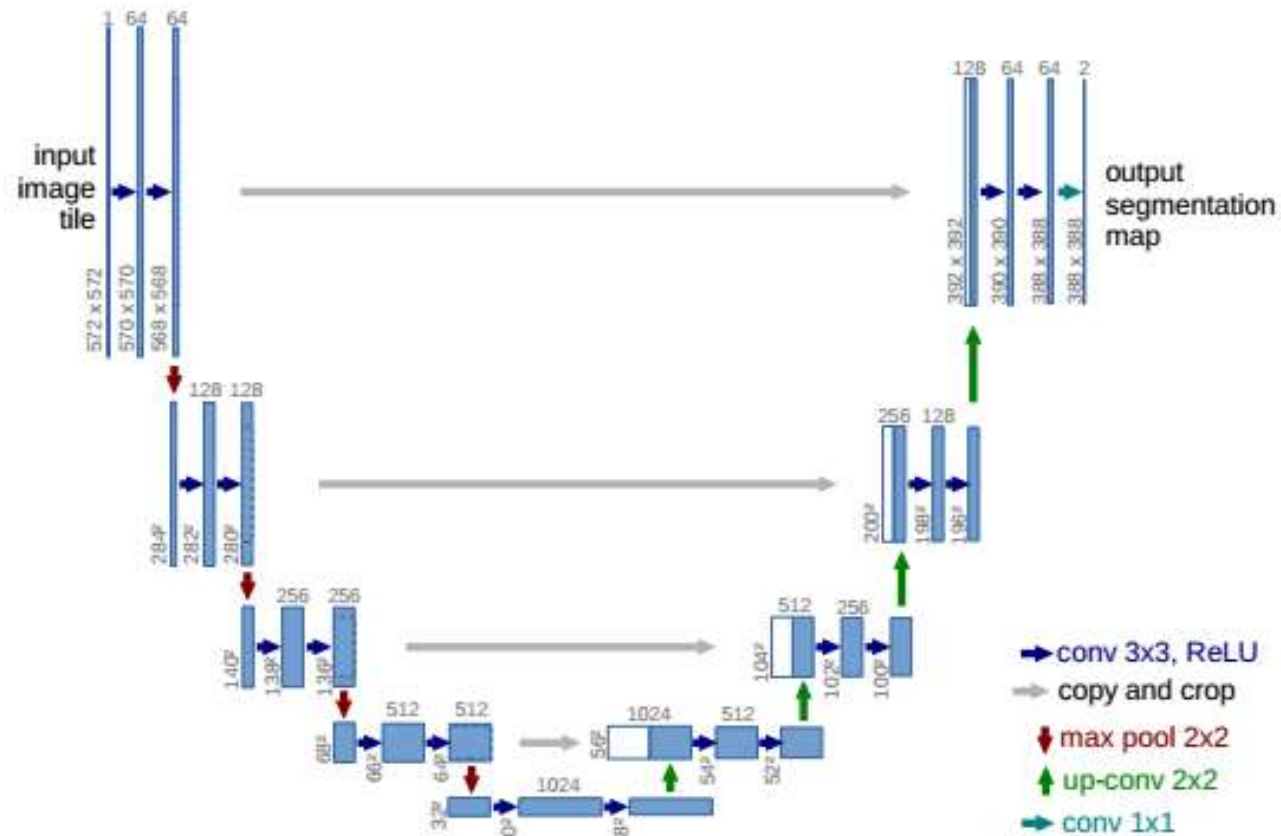 1 64 64
input
image
tile
572 x 572
570 x 570
568 x 568
128 128
284²
282²
280²
256 256
140²
138²
136²
512 512
68²
66²
64²
1024
32²
1024 512
56²
54²
52²
512 256
104²
102²
100²
256 128
200²
198²
196²
128 64 64 2
392 x 392
390 x 390
388 x 388
388 x 388
output
segmentation
map
conv 3x3, ReLU
copy and crop
max pool 2x2
up-conv 2x2
conv 1x1